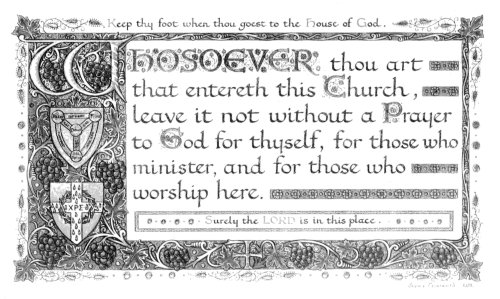 Keep thy foot when thou goest to the House of God.
WHOSOEVER thou art
that entereth this Church,
leave it not without a Prayer
to God for thyself, for those who
minister, and for those who
worship here.
Surely the LORD is in this place.